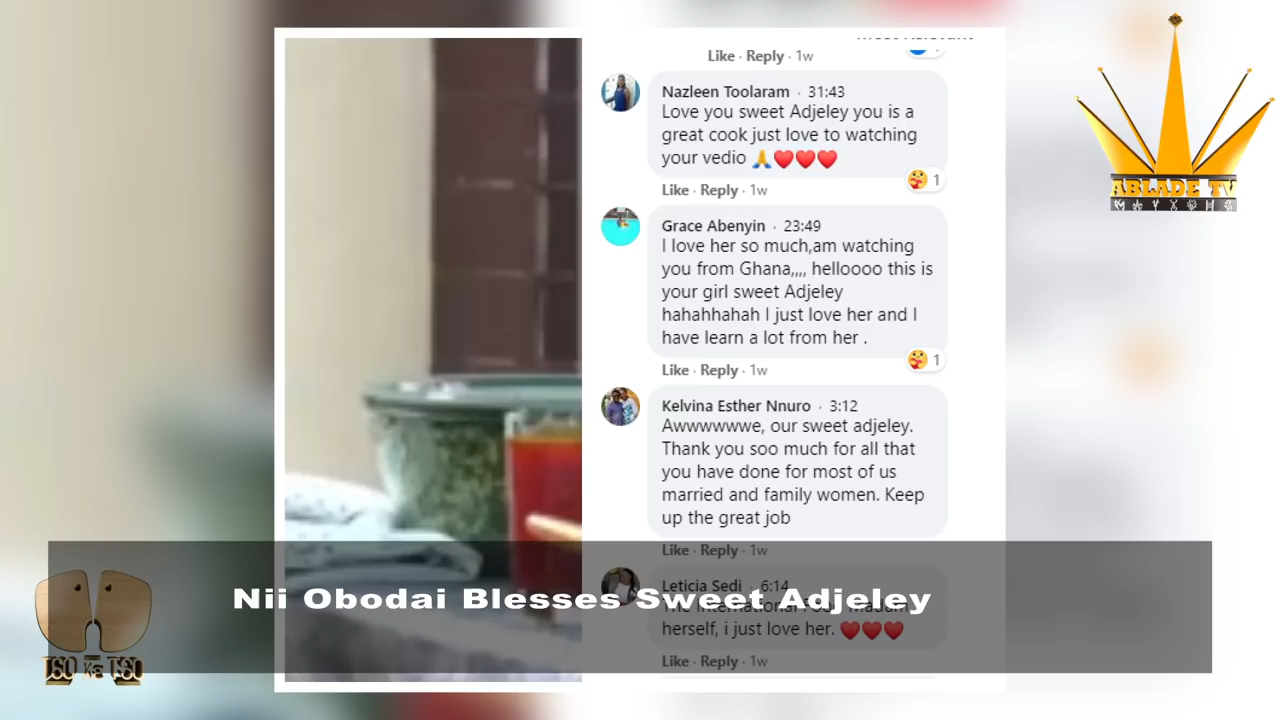 Like · Reply · 1w
Nazleen Toolaram · 31:43
Love you sweet Adjeley you is a
great cook just love to watching
your vedio 🙏❤️❤️❤️
1
Like · Reply · 1w
Grace Abenyin · 23:49
I love her so much,am watching
you from Ghana,,,, helloooo this is
your girl sweet Adjeley
hahahhahah I just love her and I
have learn a lot from her .
1
Like · Reply · 1w
Kelvina Esther Nnuro · 3:12
Awwwwwwe, our sweet adjeley.
Thank you soo much for all that
you have done for most of us
married and family women. Keep
up the great job
Like · Reply · 1w
Leticia Sedi · 6:14
The International
herself, i just love her. ❤️❤️❤️
Like · Reply · 1w
Nii Obodai Blesses Sweet Adjeley
ABLADE TV
TSO KE TSO